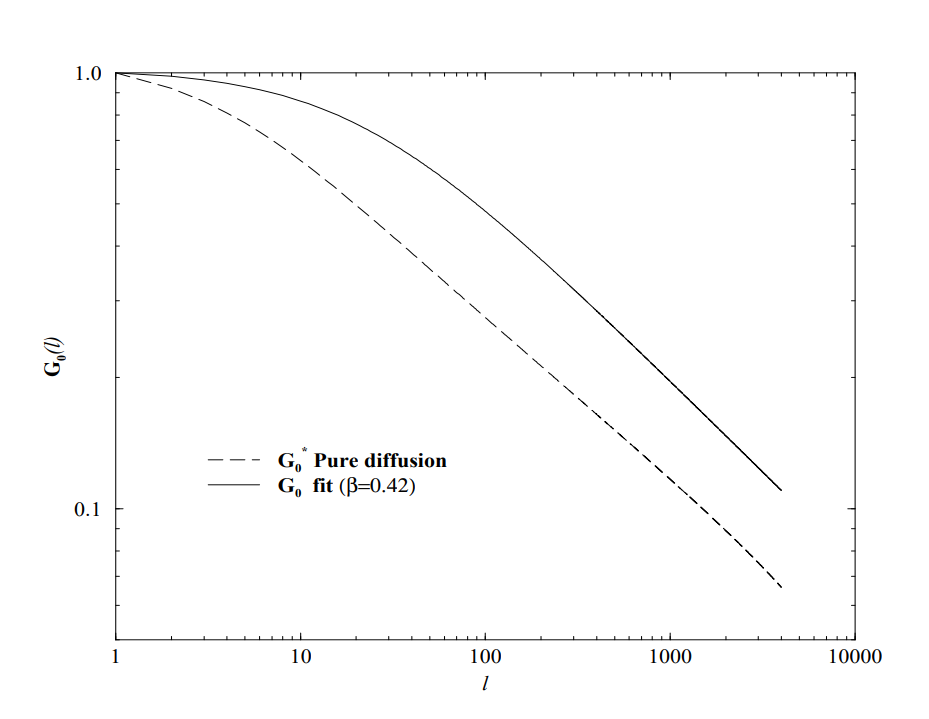 1.0
0.1
G₀(l)
G₀* Pure diffusion
G₀ fit (β=0.42)
1 10 100 1000 10000
l